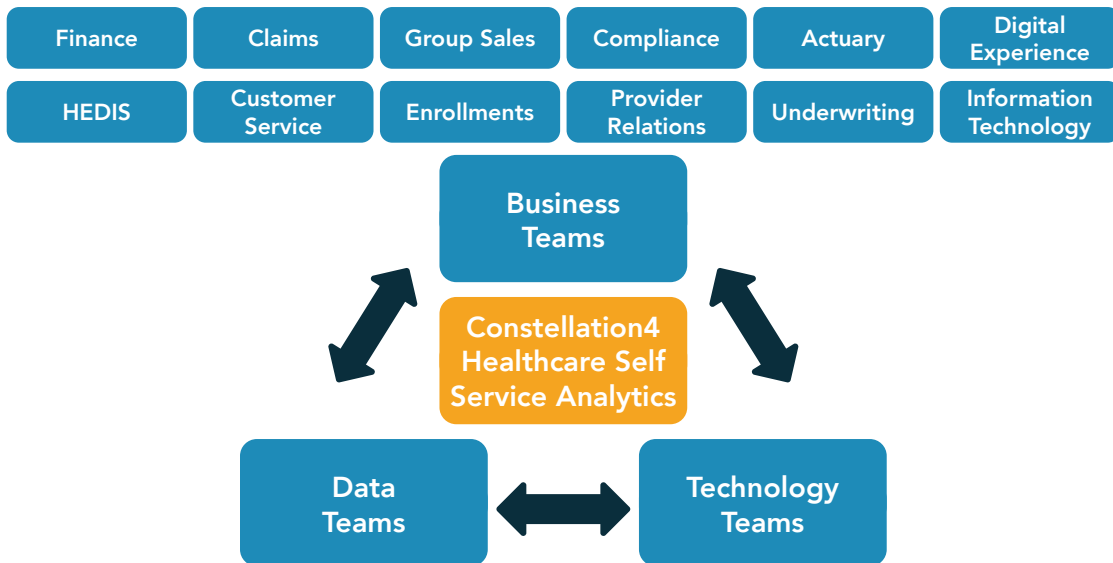 Finance
Claims
Group Sales
Compliance
Actuary
Digital
Experience
HEDIS
Customer
Service
Enrollments
Provider
Relations
Underwriting
Information
Technology
Business
Teams
Constellation4
Healthcare Self
Service Analytics
Data
Teams
Technology
Teams